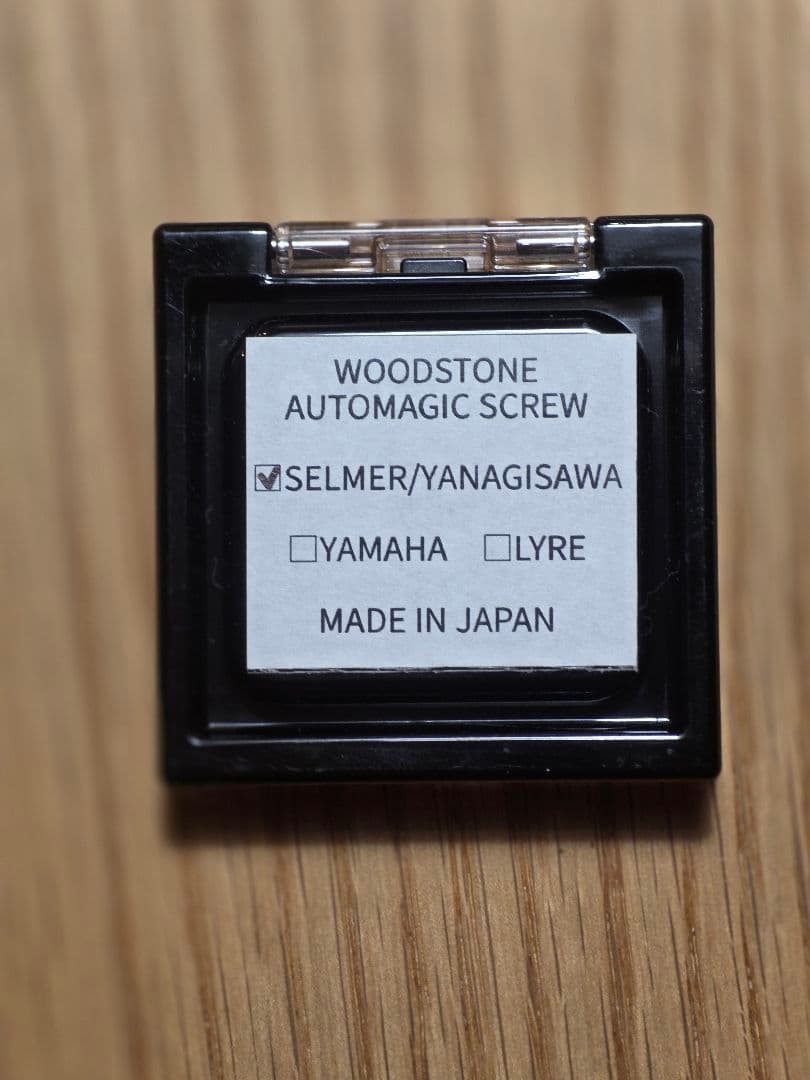 WOODSTONE
AUTOMAGIC SCREW
☑SELMER/YANAGISAWA
☐YAMAHA ☐LYRE
MADE IN JAPAN